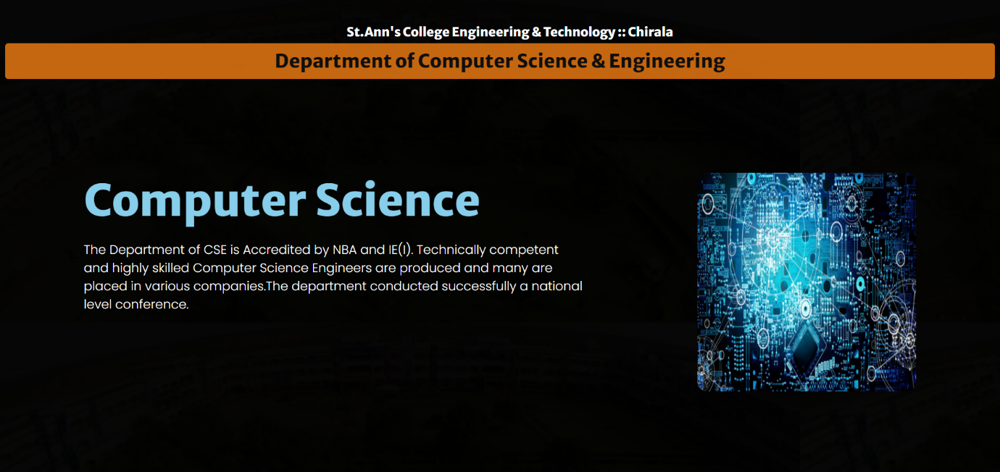 St.Ann's College Engineering & Technology :: Chirala
Department of Computer Science & Engineering
Computer Science
The Department of CSE is Accredited by NBA and IE(I). Technically competent
and highly skilled Computer Science Engineers are produced and many are
placed in various companies.The department conducted successfully a national
level conference.